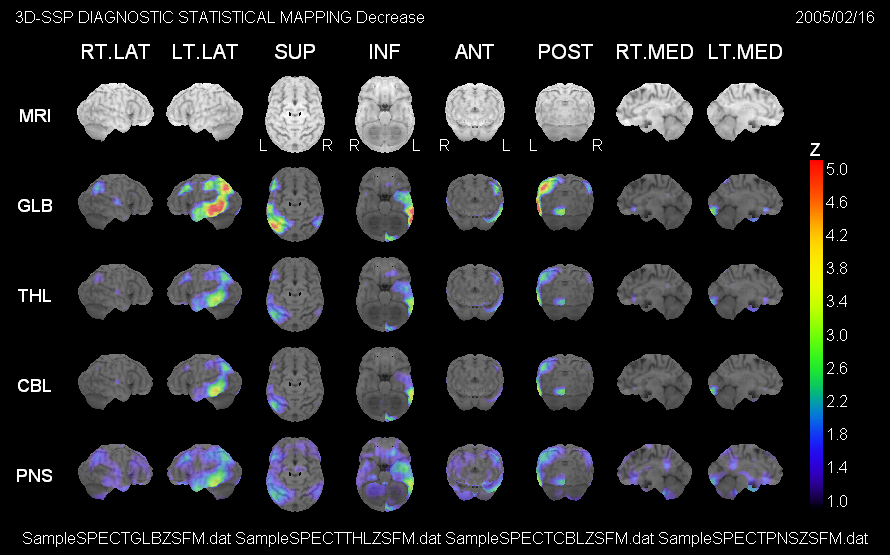 3D-SSP DIAGNOSTIC STATISTICAL MAPPING Decrease 2005/02/16
RT.LAT LT.LAT SUP INF ANT POST RT.MED LT.MED
MRI
L R R L R L L R
Z
GLB
THL
CBL
PNS
5.0
4.6
4.2
3.8
3.4
3.0
2.6
2.2
1.8
1.4
1.0
SampleSPECTGLBZSFM.dat SampleSPECTTHLZSFM.dat SampleSPECTCBLZSFM.dat SampleSPECTPNSZSFM.dat